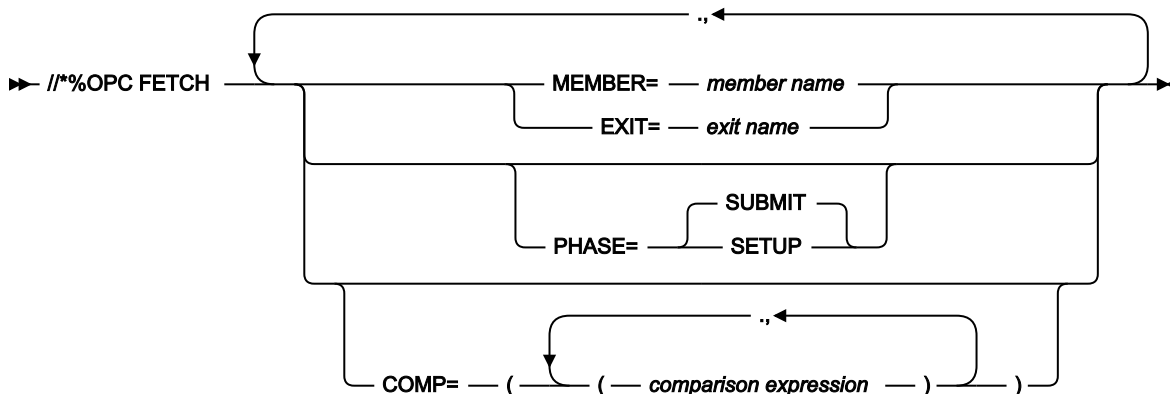 .,
//*%OPC FETCH MEMBER= member name
EXIT= exit name
SUBMIT
PHASE= SETUP
.,
COMP= ( ( comparison expression ) )